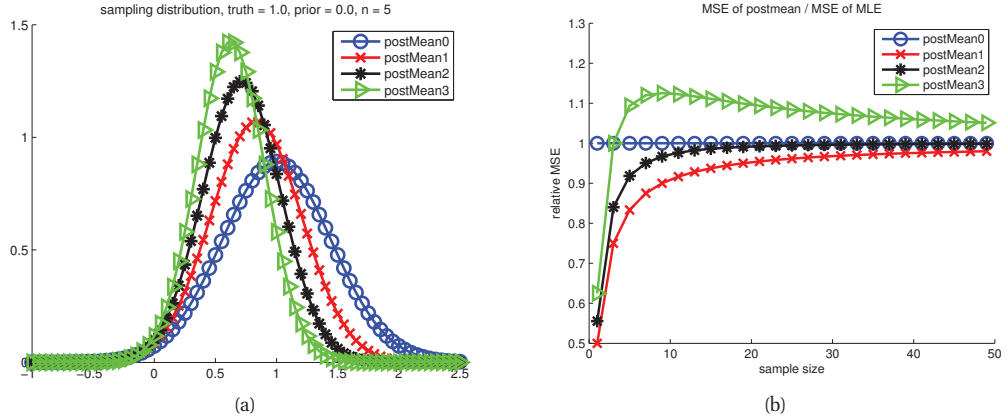 sampling distribution, truth = 1.0, prior = 0.0, n = 5
1.5
1
0.5
0
−1
−0.5
0
0.5
1
1.5
2
2.5
postMean0
postMean1
postMean2
postMean3
(a)
MSE of postmean / MSE of MLE
relative MSE
1.3
1.2
1.1
1
0.9
0.8
0.7
0.6
0.5
0
10
20
30
40
50
sample size
postMean0
postMean1
postMean2
postMean3
(b)